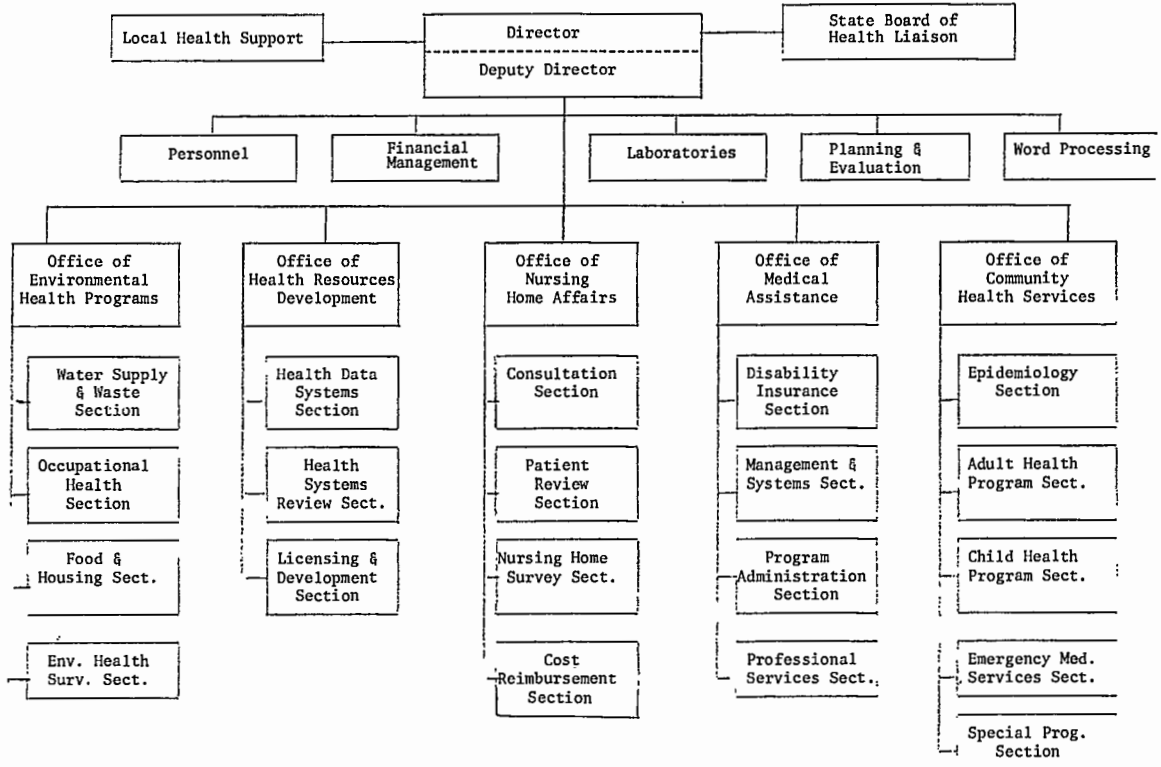 Local Health Support
Director
Deputy Director
State Board of
Health Liaison
Personnel
Financial
Management
Laboratories
Planning &
Evaluation
Word Processing
Office of
Environmental
Health Programs
Water Supply
& Waste
Section
Occupational
Health
Section
Food &
Housing Sect.
Env. Health
Surv. Sect.
Office of
Health Resources
Development
Health Data
Systems
Section
Health
Systems
Review Sect.
Licensing &
Development
Section
Office of
Nursing
Home Affairs
Consultation
Section
Patient
Review
Section
Nursing Home
Survey Sect.
Cost
Reimbursement
Section
Office of
Medical
Assistance
Disability
Insurance
Section
Management &
Systems Sect.
Program
Administration
Section
Professional
Services Sect.
Office of
Community
Health Services
Epidemiology
Section
Adult Health
Program Sect.
Child Health
Program Sect.
Emergency Med.
Services Sect.
Special Prog.
Section